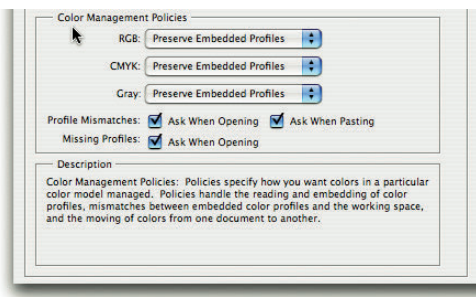 Color Management Policies
RGB: Preserve Embedded Profiles
CMYK: Preserve Embedded Profiles
Gray: Preserve Embedded Profiles
Profile Mismatches: Ask When Opening Ask When Pasting
Missing Profiles: Ask When Opening
Description
Color Management Policies: Policies specify how you want colors in a particular
color model managed. Policies handle the reading and embedding of color
profiles, mismatches between embedded color profiles and the working space,
and the moving of colors from one document to another.